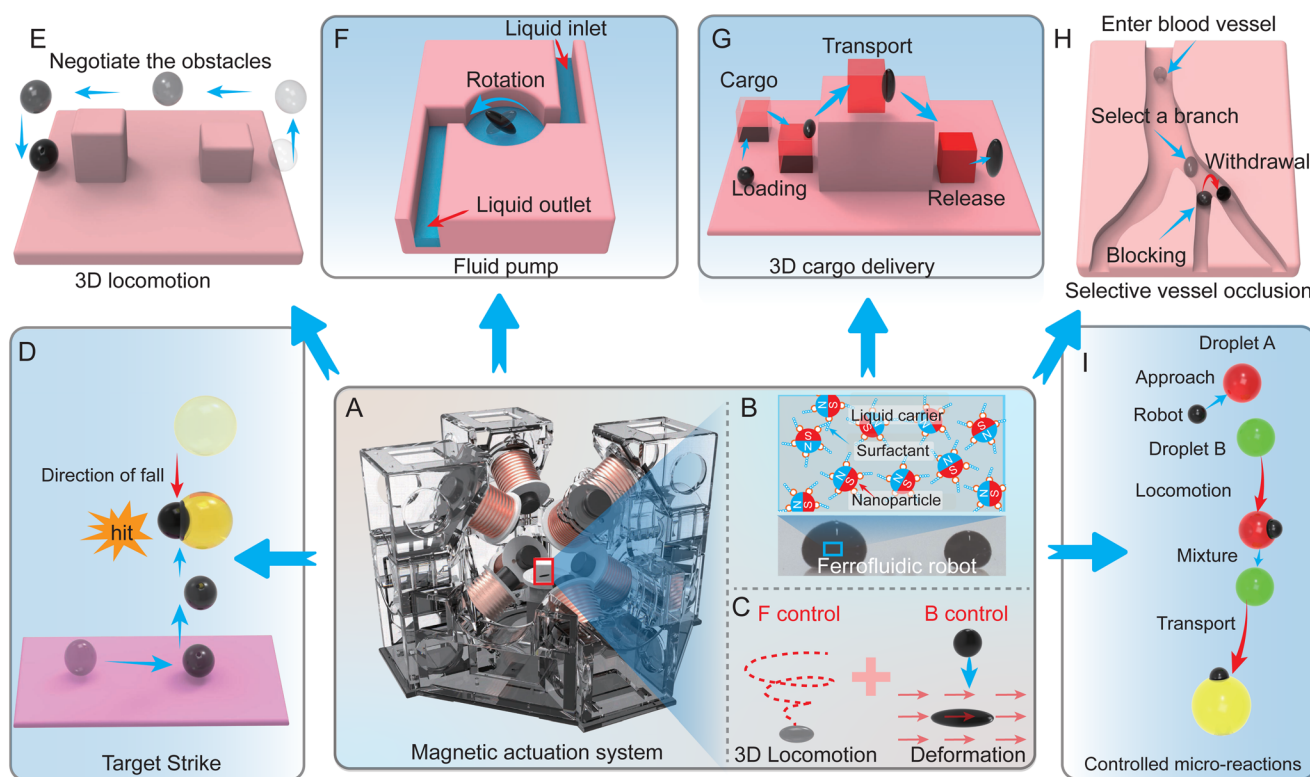 E
Negotiate the obstacles
3D locomotion
F
Liquid inlet
Rotation
Liquid outlet
Fluid pump
G
Transport
Cargo
Loading
Release
3D cargo delivery
H
Enter blood vessel
Select a branch
Withdrawal
Blocking
Selective vessel occlusion
D
Direction of fall
hit
Target Strike
A
Magnetic actuation system
B
Liquid carrier
Surfactant
Nanoparticle
N S
Ferrofluidic robot
C
F control
B control
3D Locomotion
Deformation
I
Droplet A
Approach
Robot
Droplet B
Locomotion
Mixture
Transport
Controlled micro-reactions